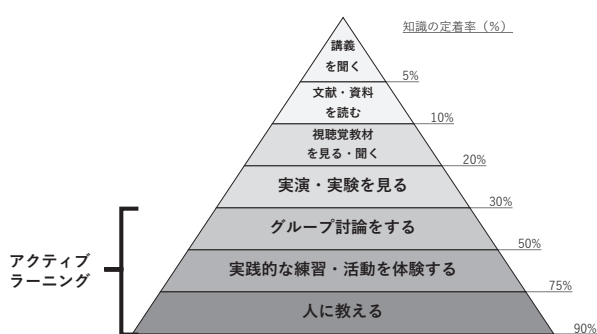 知識の定着率（%）
講義
を聞く
5%
文献・資料
を読む
10%
視聴覚教材
を見る・聞く
20%
実演・実験を見る
30%
グループ討論をする
50%
アクティブ
ラーニング
実践的な練習・活動を体験する
75%
人に教える
90%